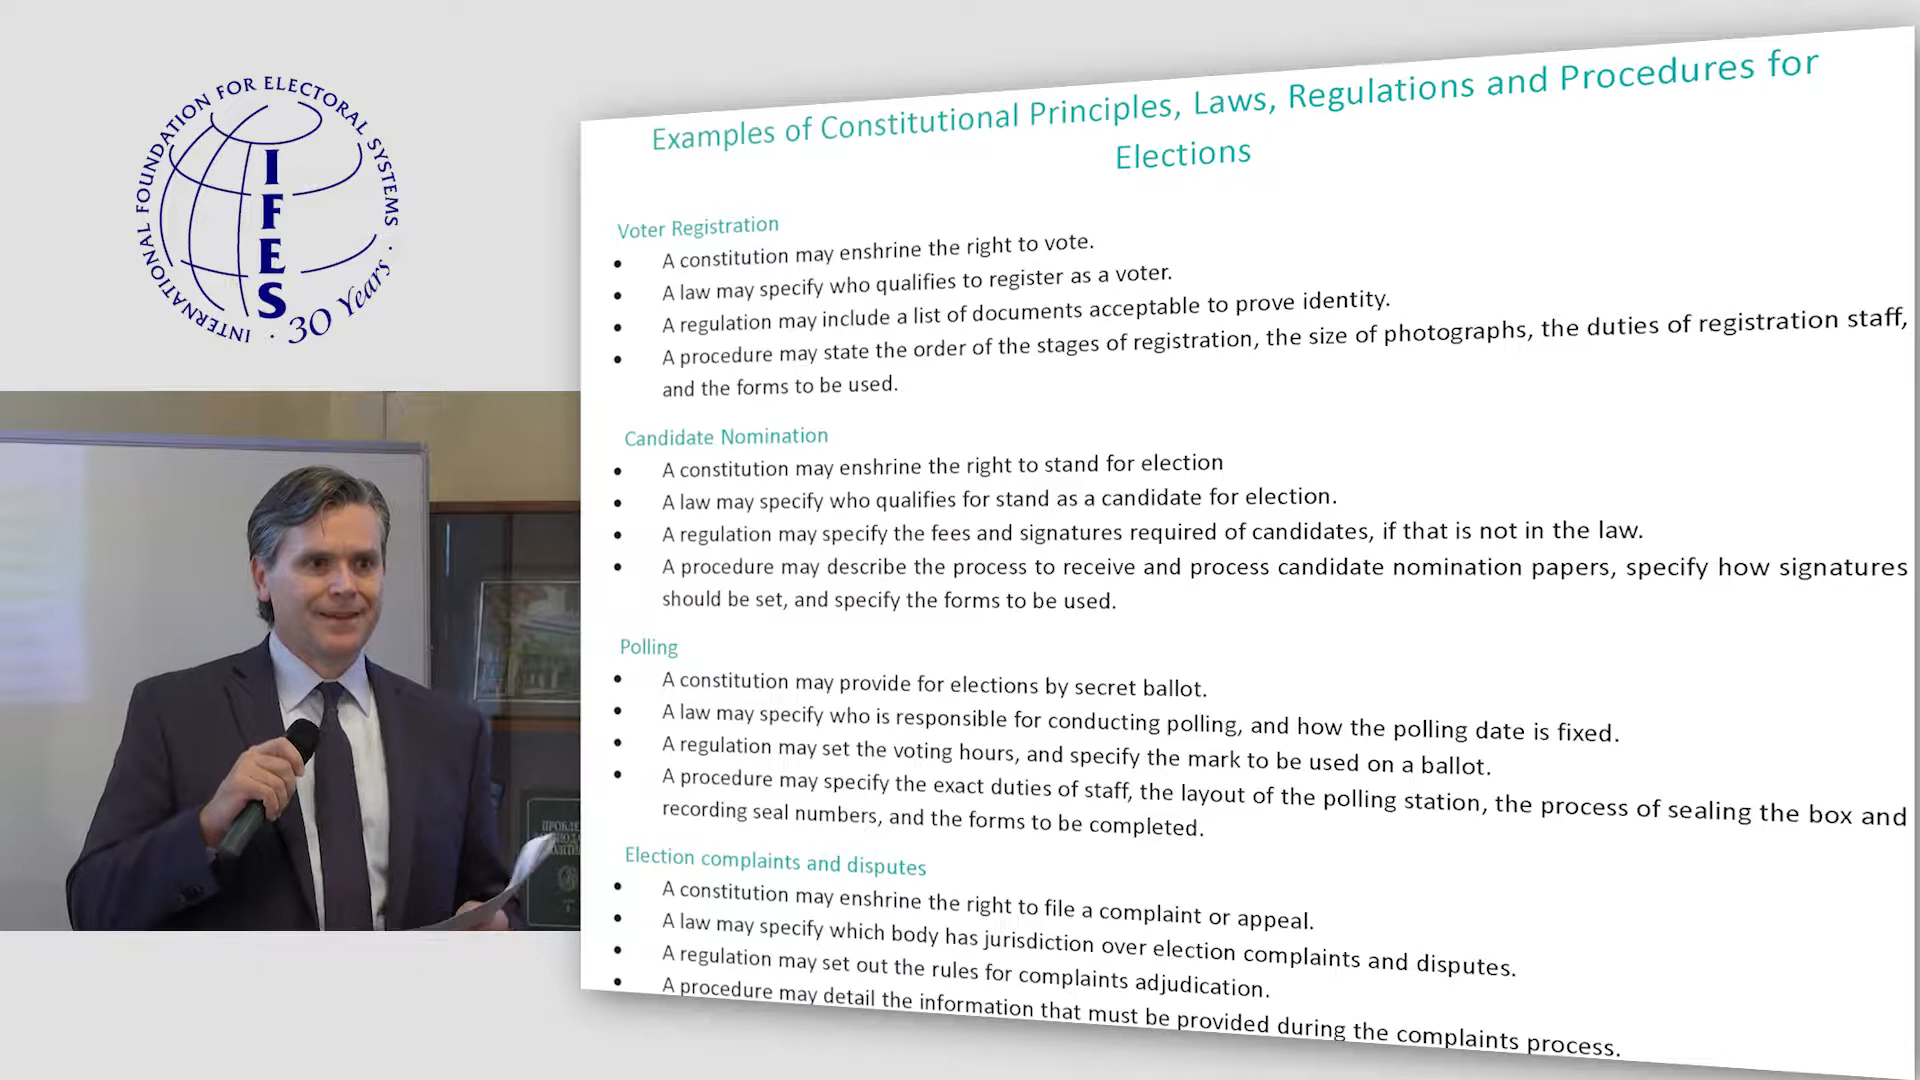 INTERNATIONAL FOUNDATION FOR ELECTORAL SYSTEMS · 30 Years ·
IFES
Examples of Constitutional Principles, Laws, Regulations and Procedures for
Elections
Voter Registration
• A constitution may enshrine the right to vote.
• A law may specify who qualifies to register as a voter.
• A regulation may include a list of documents acceptable to prove identity.
• A procedure may state the order of the stages of registration, the size of photographs, the duties of registration staff,
and the forms to be used.
Candidate Nomination
• A constitution may enshrine the right to stand for election
• A law may specify who qualifies for stand as a candidate for election.
• A regulation may specify the fees and signatures required of candidates, if that is not in the law.
• A procedure may describe the process to receive and process candidate nomination papers, specify how signatures
should be set, and specify the forms to be used.
Polling
• A constitution may provide for elections by secret ballot.
• A law may specify who is responsible for conducting polling, and how the polling date is fixed.
• A regulation may set the voting hours, and specify the mark to be used on a ballot.
• A procedure may specify the exact duties of staff, the layout of the polling station, the process of sealing the box and
recording seal numbers, and the forms to be completed.
Election complaints and disputes
• A constitution may enshrine the right to file a complaint or appeal.
• A law may specify which body has jurisdiction over election complaints and disputes.
• A regulation may set out the rules for complaints adjudication.
• A procedure may detail the information that must be provided during the complaints process.